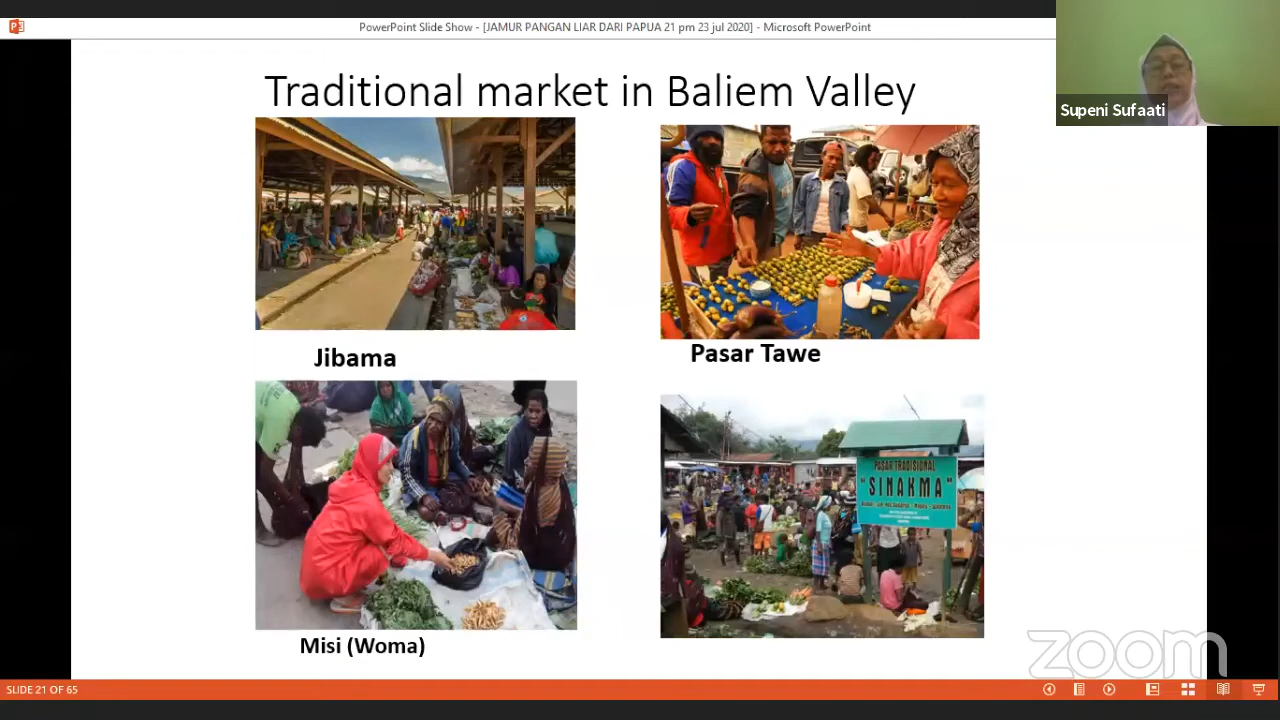 PowerPoint Slide Show - [JAMUR PANGAN LIAR DARI PAPUA 21 pm 23 jul 2020] - Microsoft PowerPoint
Supeni Sufaati
Traditional market in Baliem Valley
Jibama
Pasar Tawe
PASAR TRADISIONAL
"SINAKMA"
Misi (Woma)
zoom
SLIDE 21 OF 65